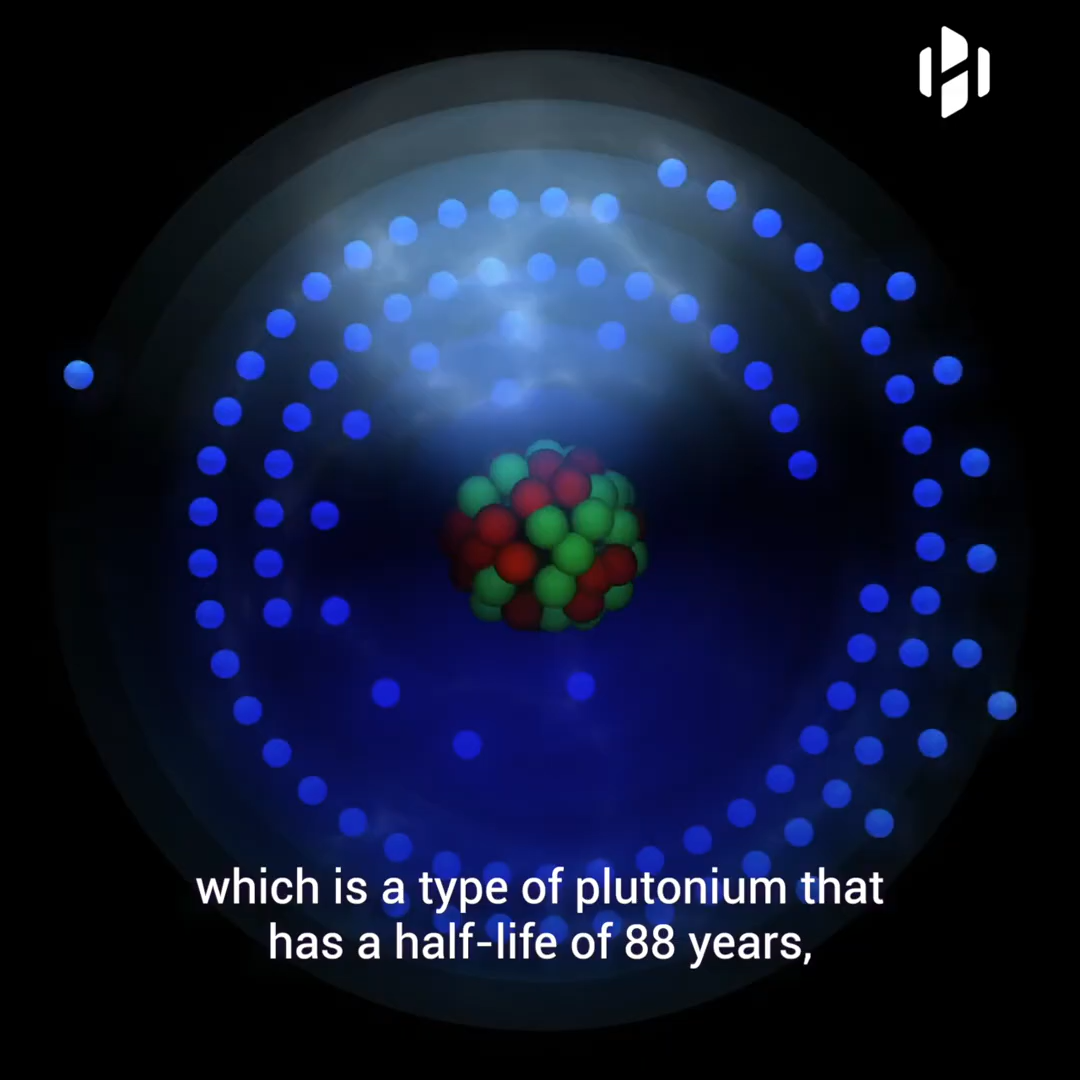 which is a type of plutonium that
has a half-life of 88 years,